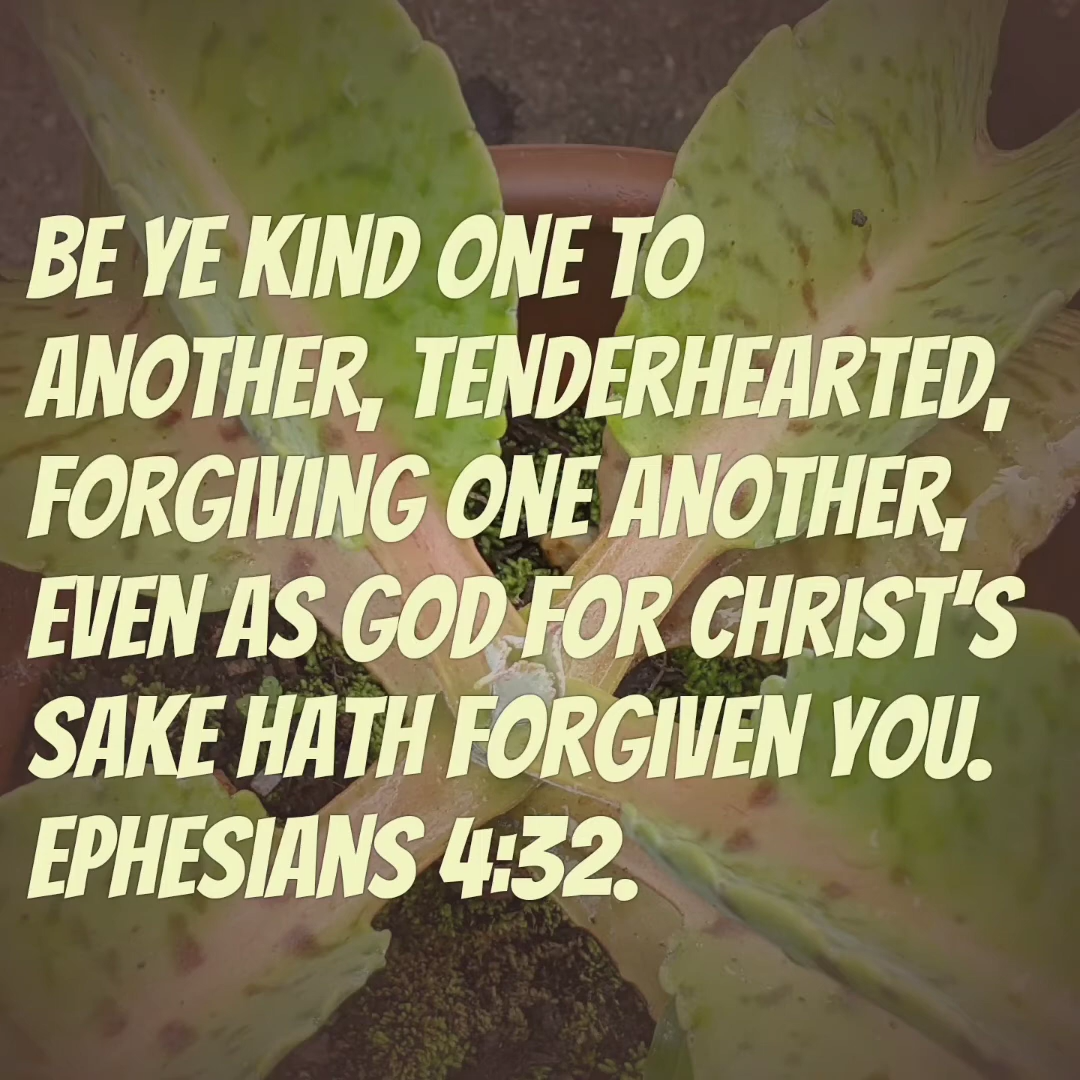 BE YE KIND ONE TO
ANOTHER, TENDERHEARTED,
FORGIVING ONE ANOTHER,
EVEN AS GOD FOR CHRIST'S
SAKE HATH FORGIVEN YOU.
EPHESIANS 4:32.